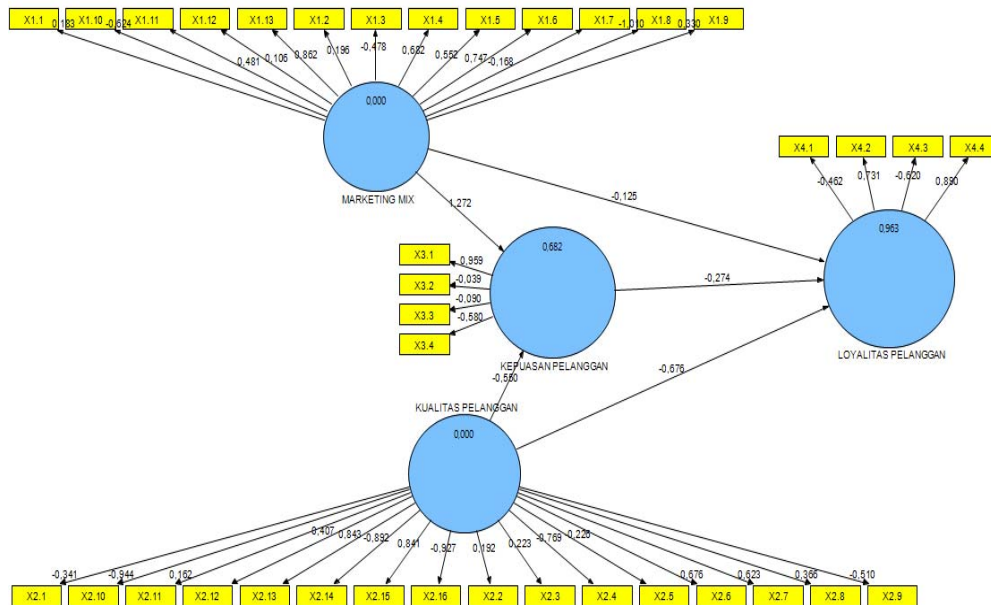 X1.1 X1.10 X1.11 X1.12 X1.13 X1.2 X1.3 X1.4 X1.5 X1.6 X1.7 X1.8 X1.9
0,183 -0,624 0,481 0,106 0,862 0,196 -0,478 0,682 0,552 0,747 -0,168 -1,010 0,330
0,000
MARKETING MIX
X4.1 X4.2 X4.3 X4.4
-0,462 0,731 -0,620 0,890
0,963
LOYALITAS PELANGGAN
1,272
-0,125
X3.1
X3.2
X3.3
X3.4
0,959
-0,039
-0,090
-0,580
0,682
KEPUASAN PELANGGAN
-0,274
-0,550
-0,676
KUALITAS PELANGGAN
0,000
-0,341 -0,944 0,162 0,407 0,843 -0,892 0,841 -0,927 0,192 0,223 -0,769 -0,226 0,676 0,623 0,366 -0,510
X2.1 X2.10 X2.11 X2.12 X2.13 X2.14 X2.15 X2.16 X2.2 X2.3 X2.4 X2.5 X2.6 X2.7 X2.8 X2.9